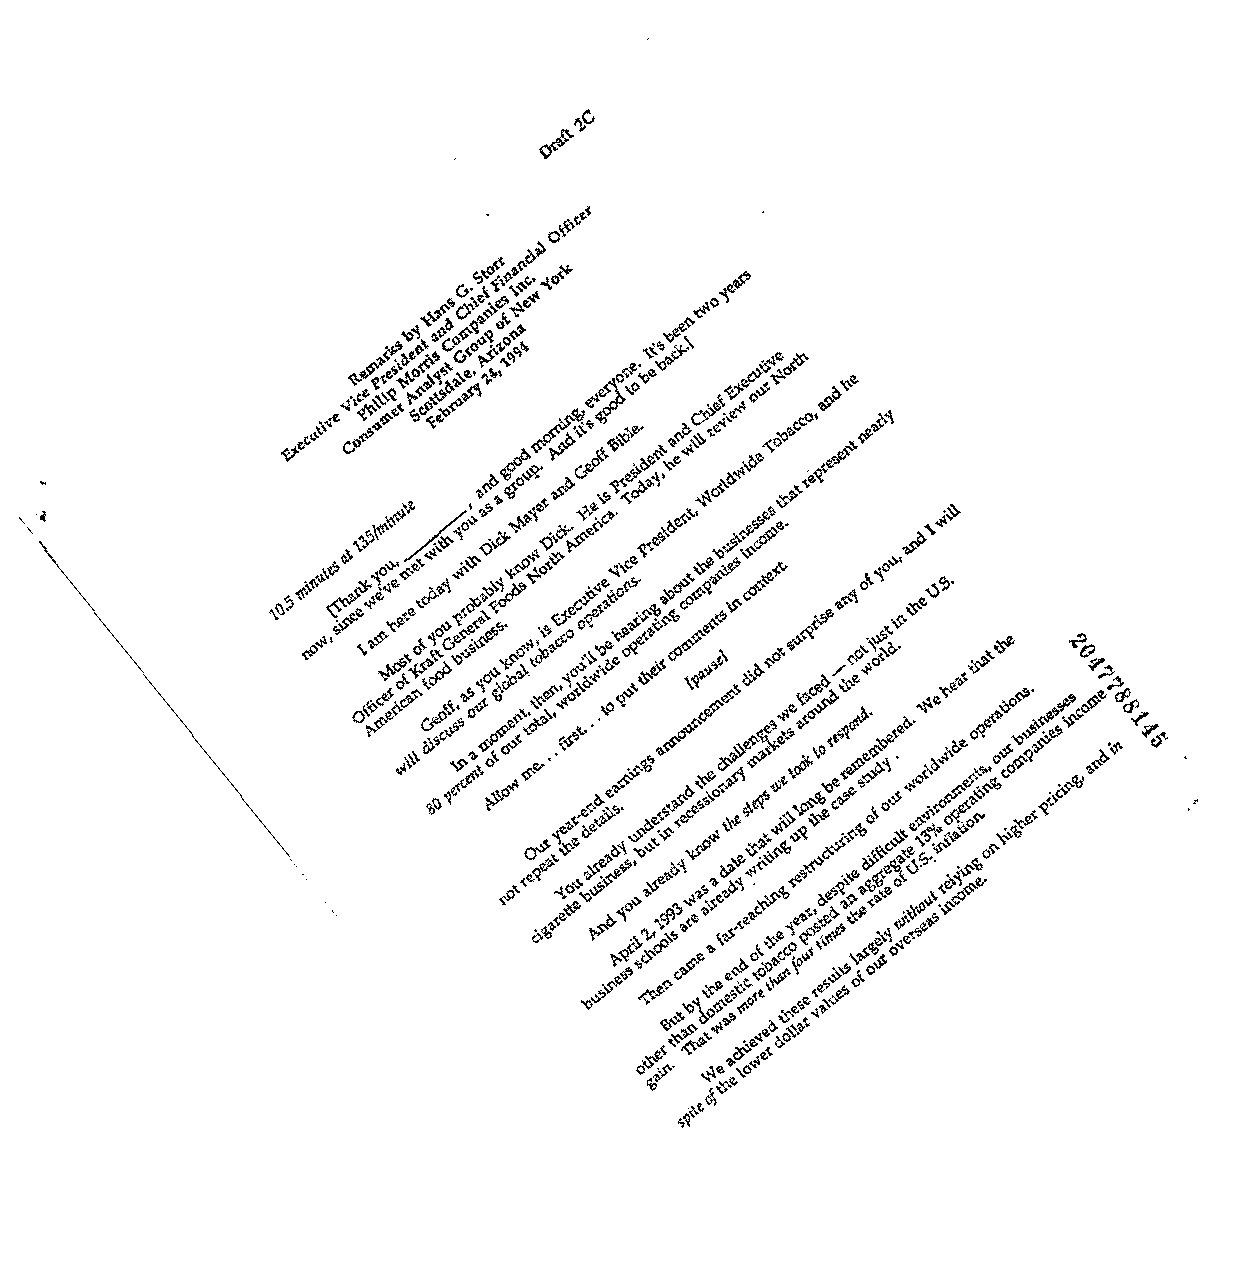 Draft 2C
Remarks by Hans G. Storr
Executive Vice President and Chief Financial Officer
Philip Morris Companies Inc.
Consumer Analyst Group of New York
Scottsdale, Arizona
February 24, 1994
10.5 minutes at 135/minute
[Thank you, __________, and good morning, everyone. It's been two years
now, since we've met with you as a group. And it's good to be back.]
I am here today with Dick Mayer and Geoff Bible.
Most of you probably know Dick. He is President and Chief Executive
Officer of Kraft General Foods North America. Today, he will review our North
American food business.
Geoff, as you know, is Executive Vice President, Worldwide Tobacco, and he
will discuss our global tobacco operations.
In a moment, then, you'll be hearing about the businesses that represent nearly
80 percent of our total, worldwide operating companies income.
Allow me. . . first. . . to put their comments in context.
[pause]
Our year-end earnings announcement did not surprise any of you, and I will
not repeat the details.
You already understand the challenges we faced — not just in the U.S.
cigarette business, but in recessionary markets around the world.
And you already know the steps we took to respond.
April 2, 1993 was a date that will long be remembered. We hear that the
business schools are already writing up the case study .
Then came a far-reaching restructuring of our worldwide operations.
But by the end of the year, despite difficult environments, our businesses
other than domestic tobacco posted an aggregate 13% operating companies income
gain. That was more than four times the rate of U.S. inflation.
We achieved these results largely without relying on higher pricing, and in
spite of the lower dollar values of our overseas income.
2047788145